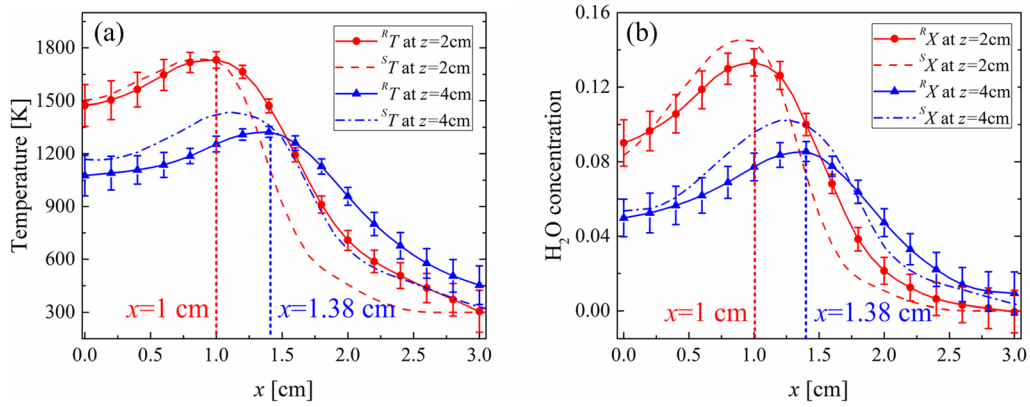 (a)
ᴿT at z=2cm
ˢT at z=2cm
ᴿT at z=4cm
ˢT at z=4cm
Temperature [K]
1800
1500
1200
900
600
300
x=1 cm
x=1.38 cm
0.0 0.5 1.0 1.5 2.0 2.5 3.0
x [cm]
(b)
ᴿX at z=2cm
ˢX at z=2cm
ᴿX at z=4cm
ˢX at z=4cm
H₂O concentration
0.16
0.12
0.08
0.04
0.00
x=1 cm
x=1.38 cm
0.0 0.5 1.0 1.5 2.0 2.5 3.0
x [cm]